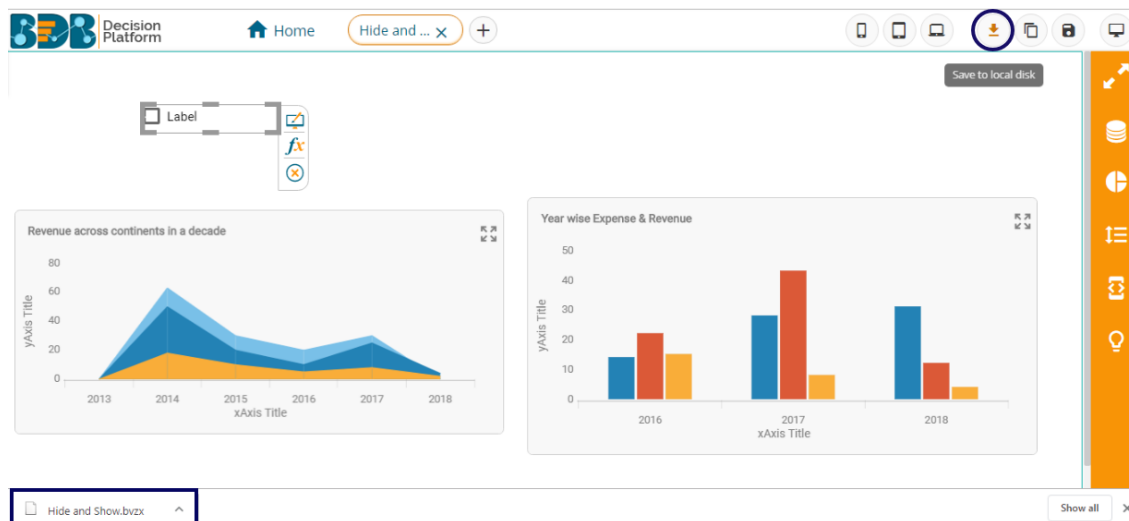 BDB Decision
Platform
Home
Hide and ... x
Save to local disk
Label
fx
Revenue across continents in a decade
80
60
40
20
0
yAxis Title
2013 2014 2015 2016 2017 2018
xAxis Title
Year wise Expense & Revenue
50
40
30
20
10
0
yAxis Title
2016 2017 2018
xAxis Title
Hide and Show.bvzx
Show all